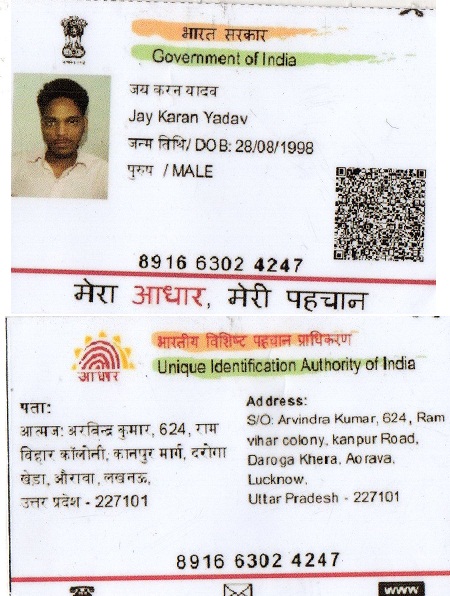 भारत सरकार
Government of India
जय करन यादव
Jay Karan Yadav
जन्म तिथि/ DOB: 28/08/1998
पुरुष / MALE
8916 6302 4247
मेरा आधार, मेरी पहचान
भारतीय विशिष्ट पहचान प्राधिकरण
Unique Identification Authority of India
आधार
पता:
आत्मज: अरविन्द्र कुमार, 624, राम
विहार कॉलोनी, कानपुर मार्ग, दरोगा
खेड़ा, औरावा, लखनऊ,
उत्तर प्रदेश - 227101
Address:
S/O: Arvindra Kumar, 624, Ram
vihar colony, kanpur Road,
Daroga Khera, Aorava,
Lucknow,
Uttar Pradesh - 227101
8916 6302 4247
www